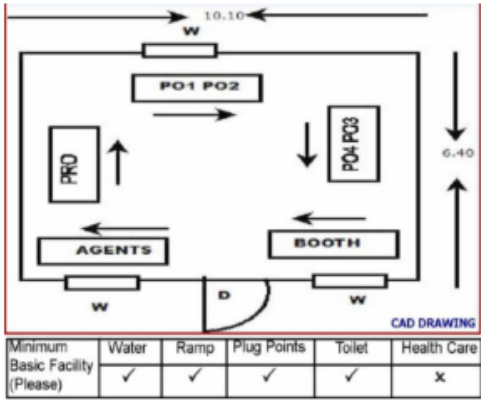 10.10
W
PO1 PO2
PRO
PO4 PO3
6.40
AGENTS
BOOTH
W
D
W
CAD DRAWING
Minimum Basic Facility (Please) Water Ramp Plug Points Toilet Health Care
✓ ✓ ✓ ✓ x